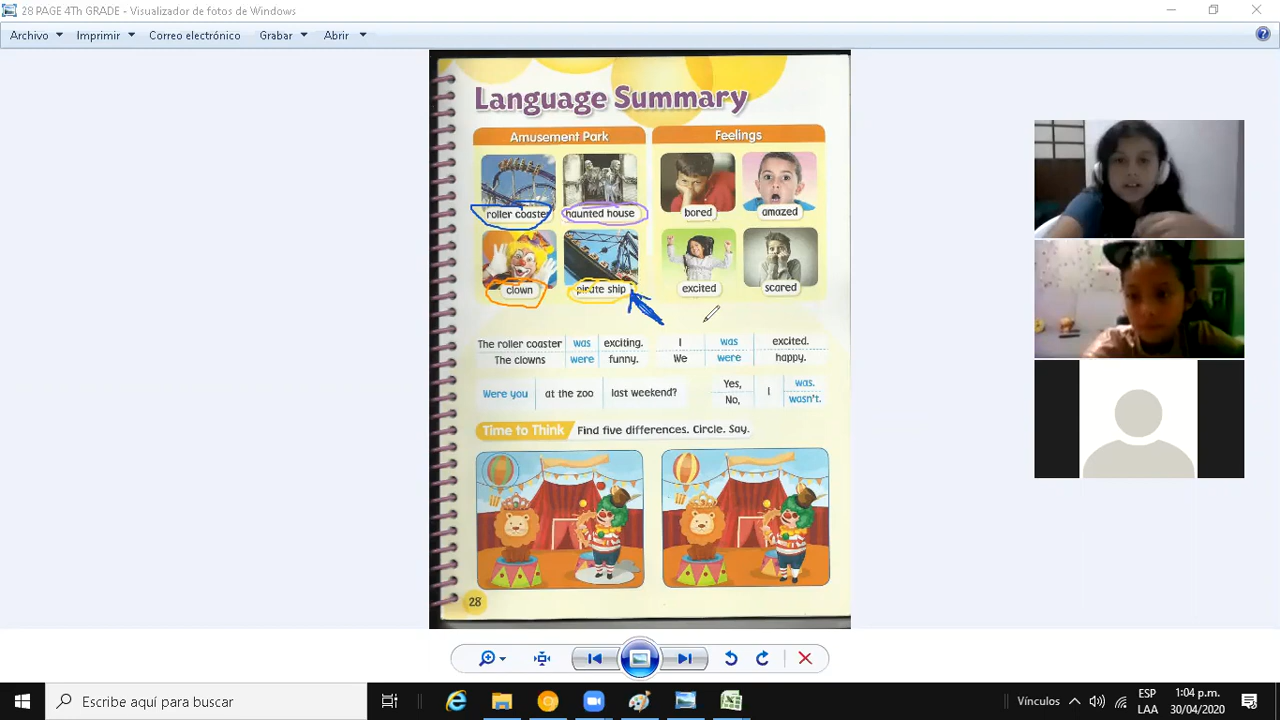 28 PAGE 4Th GRADE - Visualizador de fotos de Windows
Archivo Imprimir Correo electrónico Grabar Abrir
Language Summary
Amusement Park
Feelings
roller coaster
haunted house
bored
amazed
clown
pirate ship
excited
scared
The roller coaster was exciting.
The clowns were funny.
I was excited.
We were happy.
Were you at the zoo last weekend?
Yes, I was.
No, wasn't.
Time to Think Find five differences. Circle. Say.
28
Escribe aquí para buscar
Vínculos
ESP
LAA
1:04 p.m.
30/04/2020